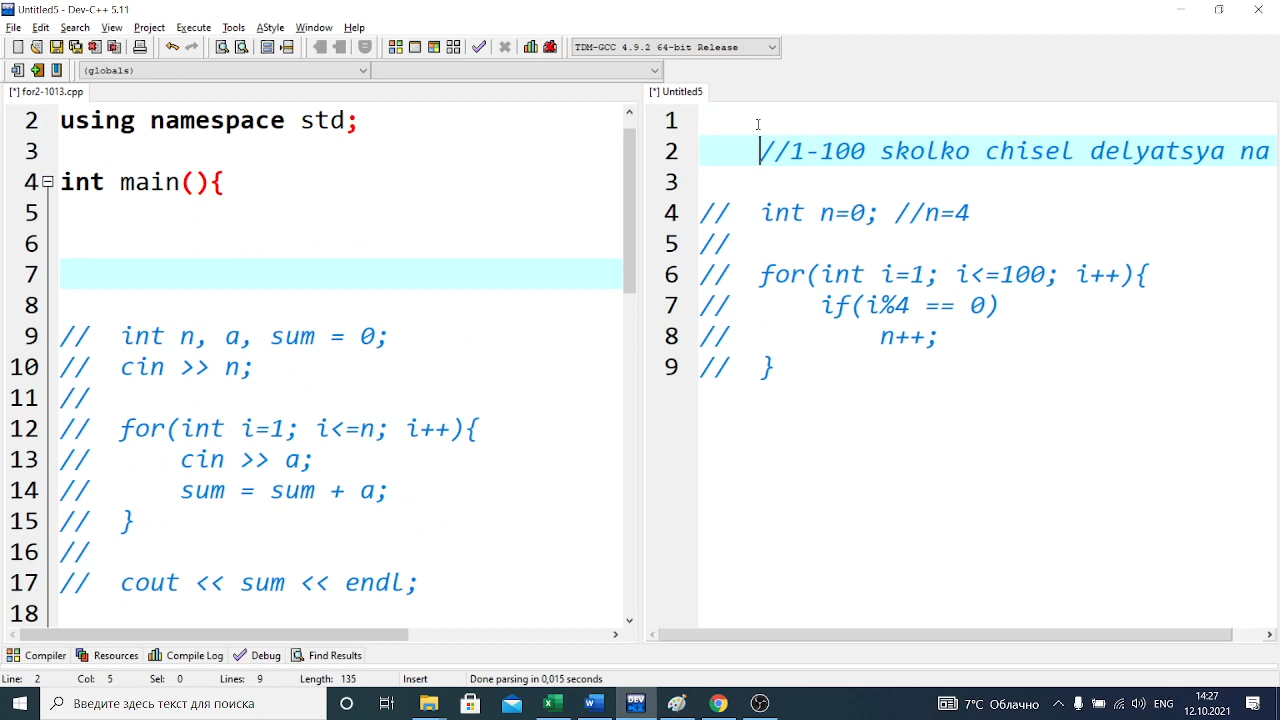 Untitled5 - Dev-C++ 5.11
File Edit Search View Project Execute Tools AStyle Window Help
TDM-GCC 4.9.2 64-bit Release
(globals)
[*] for2-1013.cpp
2 using namespace std;
3
4 int main(){
5
6
7
8
9 // int n, a, sum = 0;
10 // cin >> n;
11 //
12 // for(int i=1; i<=n; i++){
13 // cin >> a;
14 // sum = sum + a;
15 // }
16 //
17 // cout << sum << endl;
18
[*] Untitled5
1
2 //1-100 skolko chisel delyatsya na
3
4 // int n=0; //n=4
5 //
6 // for(int i=1; i<=100; i++){
7 // if(i%4 == 0)
8 // n++;
9 // }
Compiler Resources Compile Log Debug Find Results
Line: 2 Col: 5 Sel: 0 Lines: 9 Length: 135 Insert Done parsing in 0,015 seconds
Введите здесь текст для поиска
DEV
7°C Облачно
ENG
14:27
12.10.2021